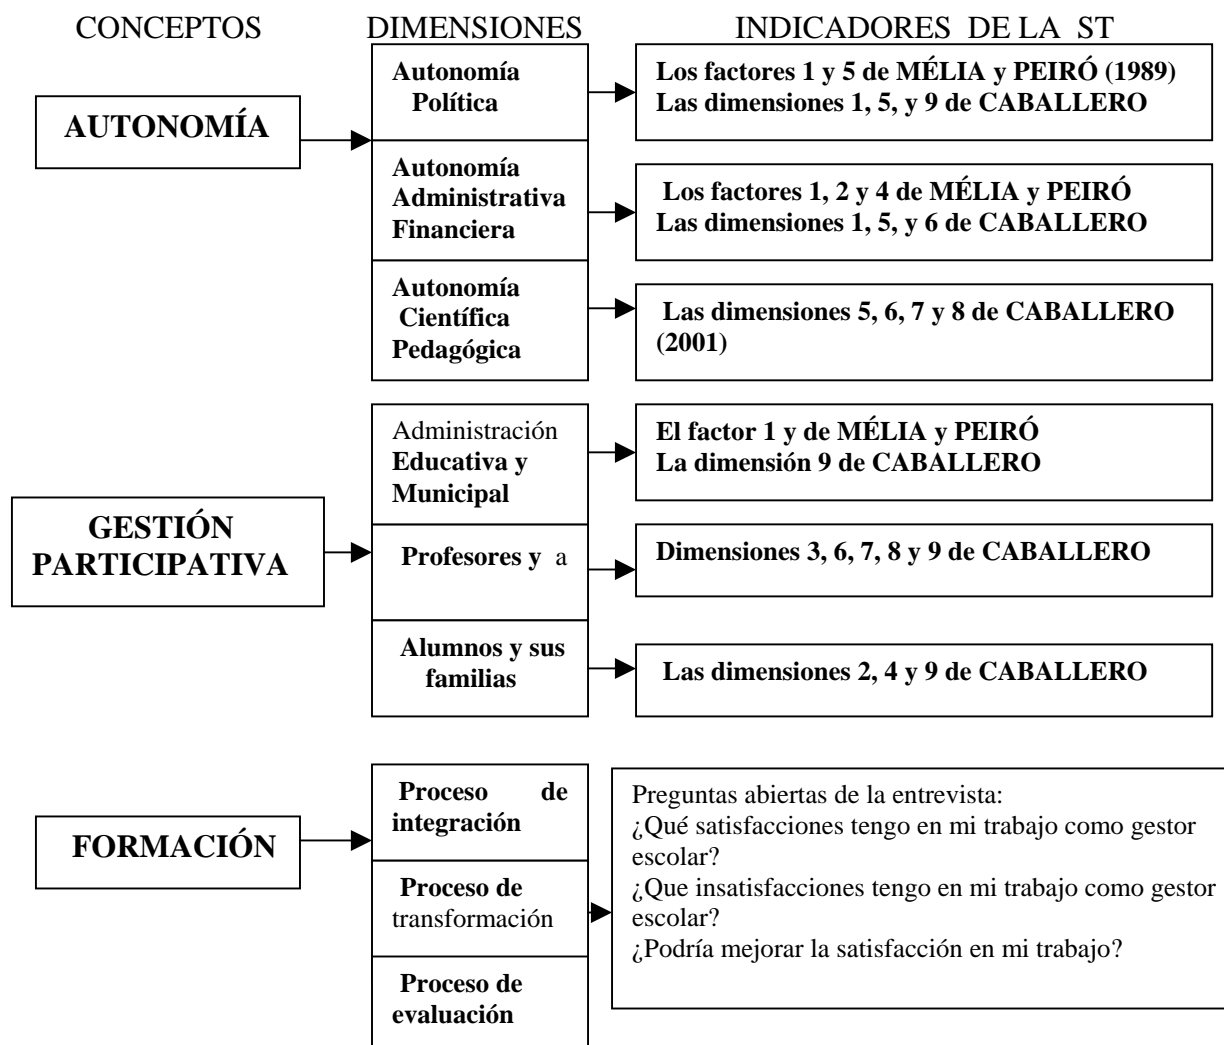 CONCEPTOS DIMENSIONES INDICADORES DE LA ST
AUTONOMÍA
Autonomía
Política
Los factores 1 y 5 de MÉLIA y PEIRÓ (1989)
Las dimensiones 1, 5, y 9 de CABALLERO
Autonomía
Administrativa
Financiera
Los factores 1, 2 y 4 de MÉLIA y PEIRÓ
Las dimensiones 1, 5, y 6 de CABALLERO
Autonomía
Científica
Pedagógica
Las dimensiones 5, 6, 7 y 8 de CABALLERO
(2001)
GESTIÓN
PARTICIPATIVA
Administración
Educativa y
Municipal
El factor 1 y de MÉLIA y PEIRÓ
La dimensión 9 de CABALLERO
Profesores y a
Dimensiones 3, 6, 7, 8 y 9 de CABALLERO
Alumnos y sus
familias
Las dimensiones 2, 4 y 9 de CABALLERO
FORMACIÓN
Proceso de
integración
Proceso de
transformación
Proceso de
evaluación
Preguntas abiertas de la entrevista:
¿Qué satisfacciones tengo en mi trabajo como gestor
escolar?
¿Que insatisfacciones tengo en mi trabajo como gestor
escolar?
¿Podría mejorar la satisfacción en mi trabajo?